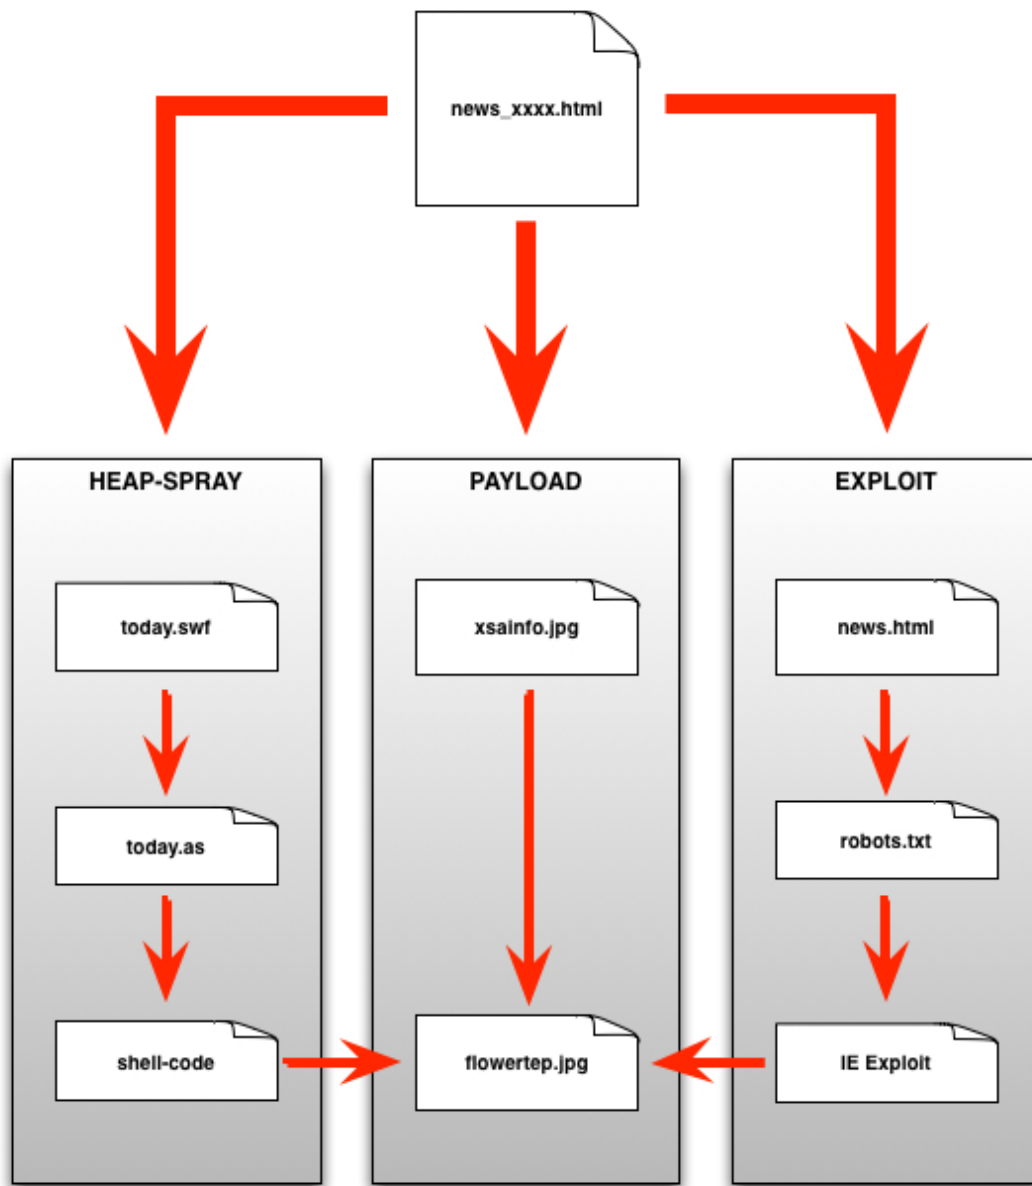 news_xxxx.html
HEAP-SPRAY
today.swf
today.as
shell-code
PAYLOAD
xsainfo.jpg
flowertep.jpg
EXPLOIT
news.html
robots.txt
IE Exploit